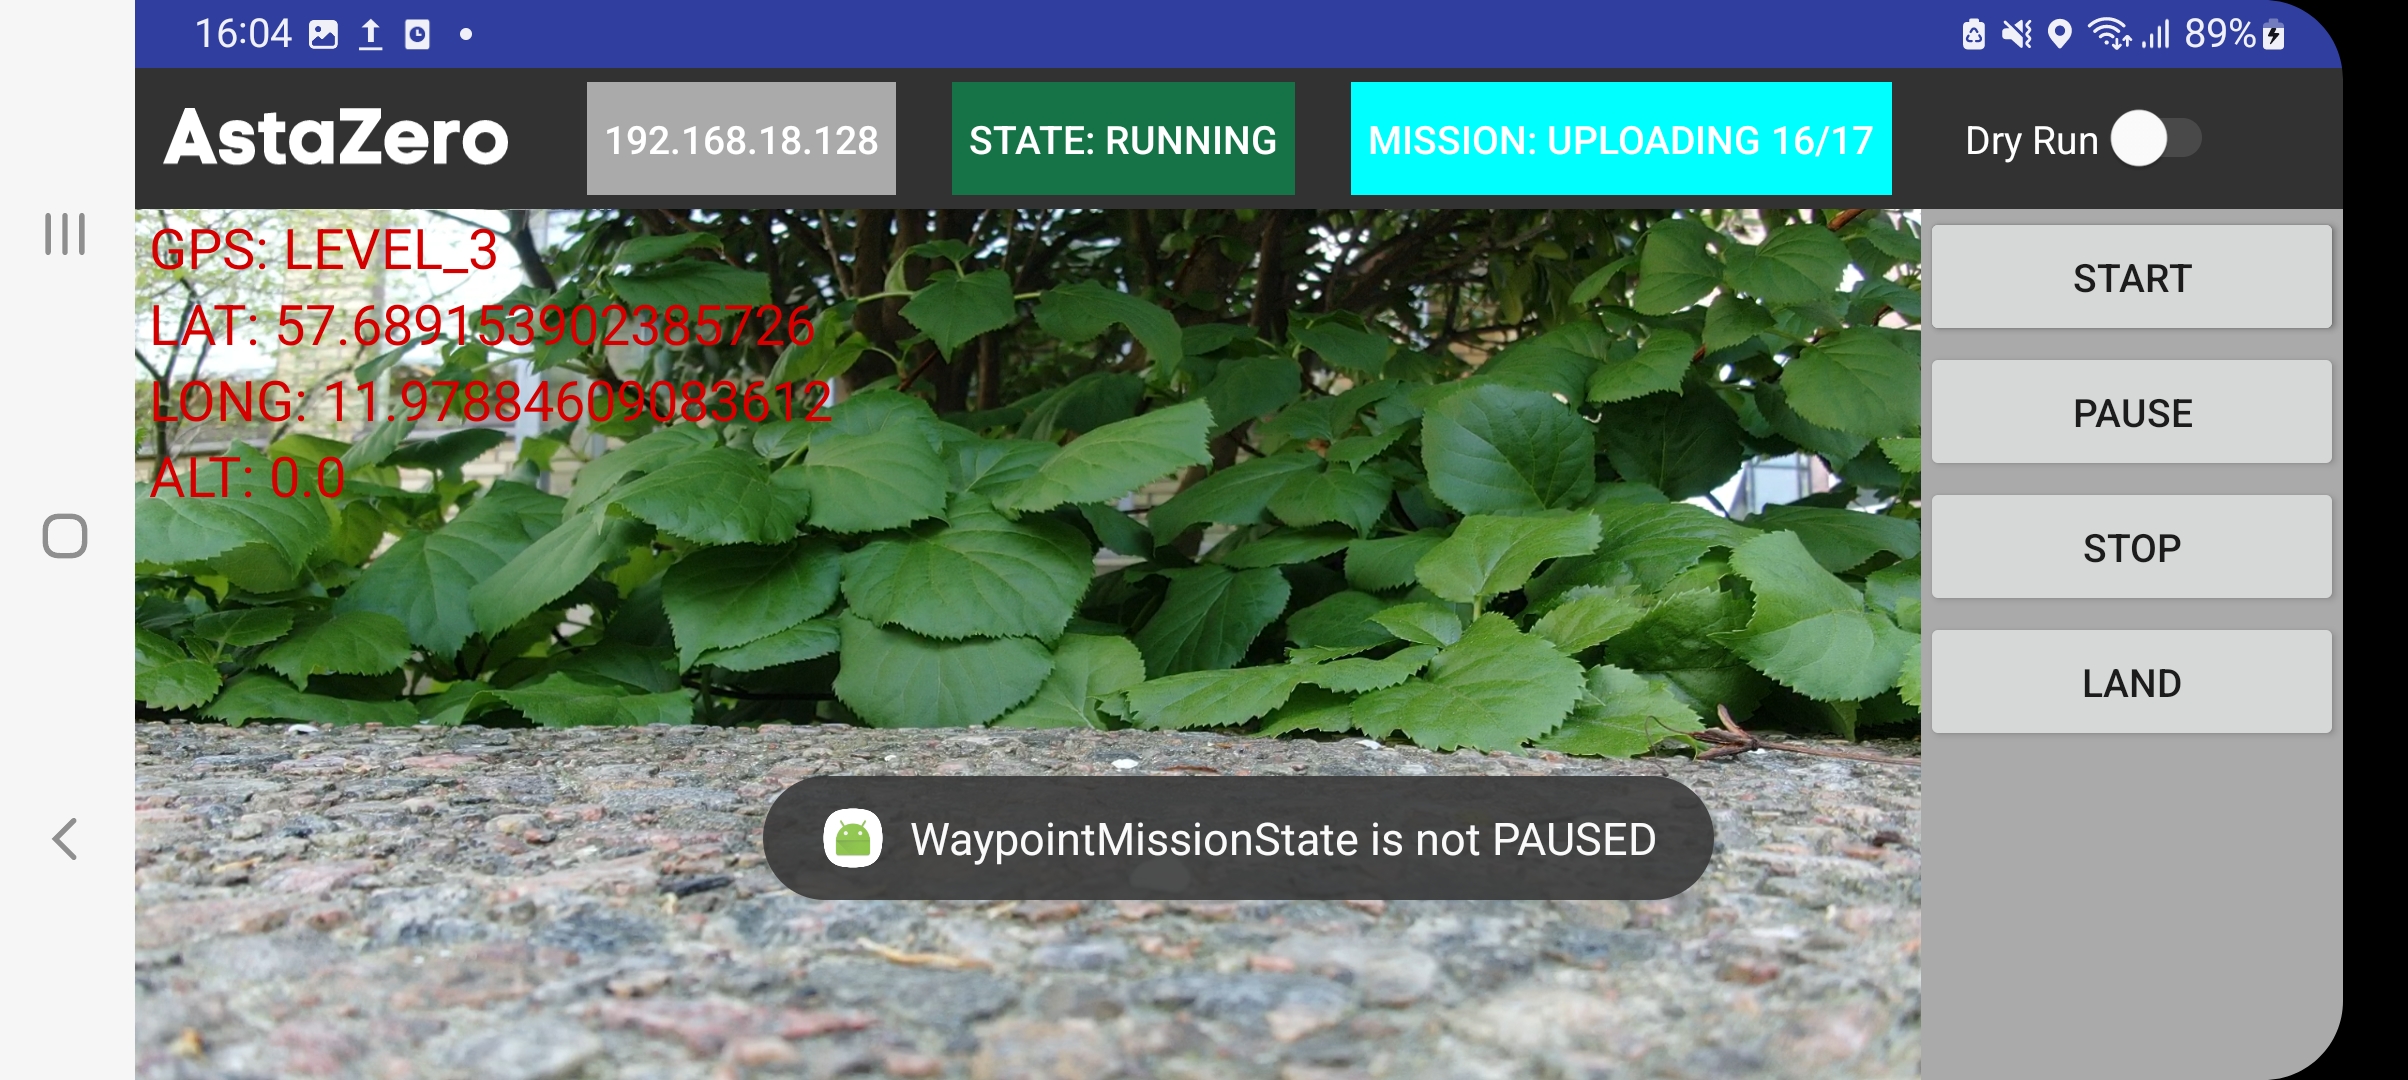 16:04 89%
AstaZero
192.168.18.128
STATE: RUNNING
MISSION: UPLOADING 16/17
Dry Run
GPS: LEVEL_3
LAT: 57.689153902385726
LONG: 11.97884609083612
ALT: 0.0
START
PAUSE
STOP
LAND
WaypointMissionState is not PAUSED